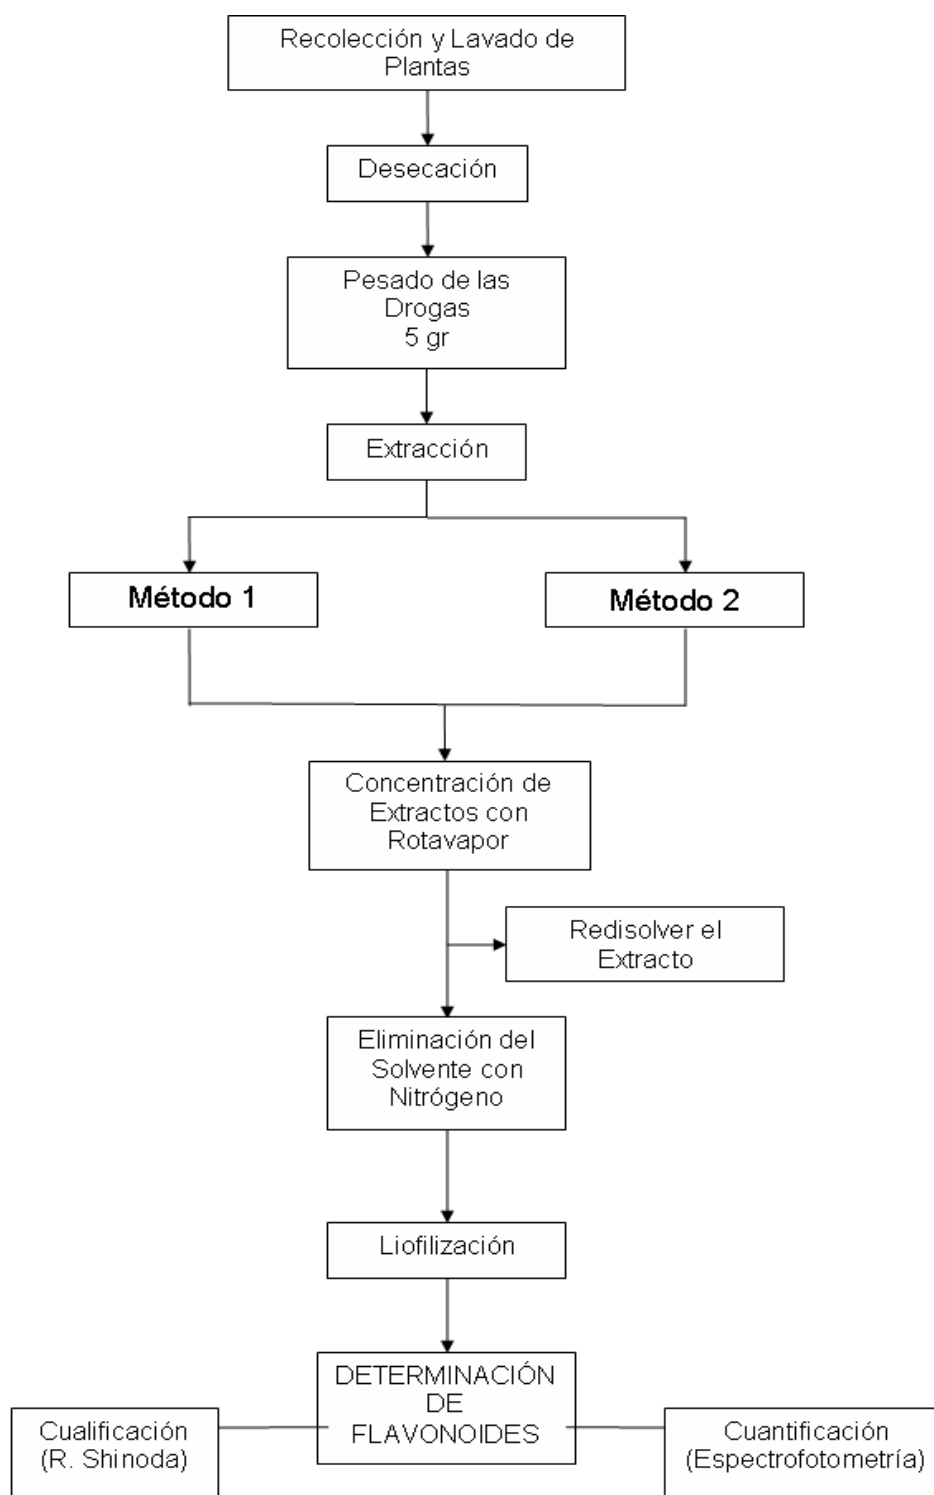 Recolección y Lavado de
Plantas
Desecación
Pesado de las
Drogas
5 gr
Extracción
Método 1
Método 2
Concentración de
Extractos con
Rotavapor
Redisolver el
Extracto
Eliminación del
Solvente con
Nitrógeno
Liofilización
DETERMINACIÓN
DE
FLAVONOIDES
Cualificación
(R. Shinoda)
Cuantificación
(Espectrofotometría)